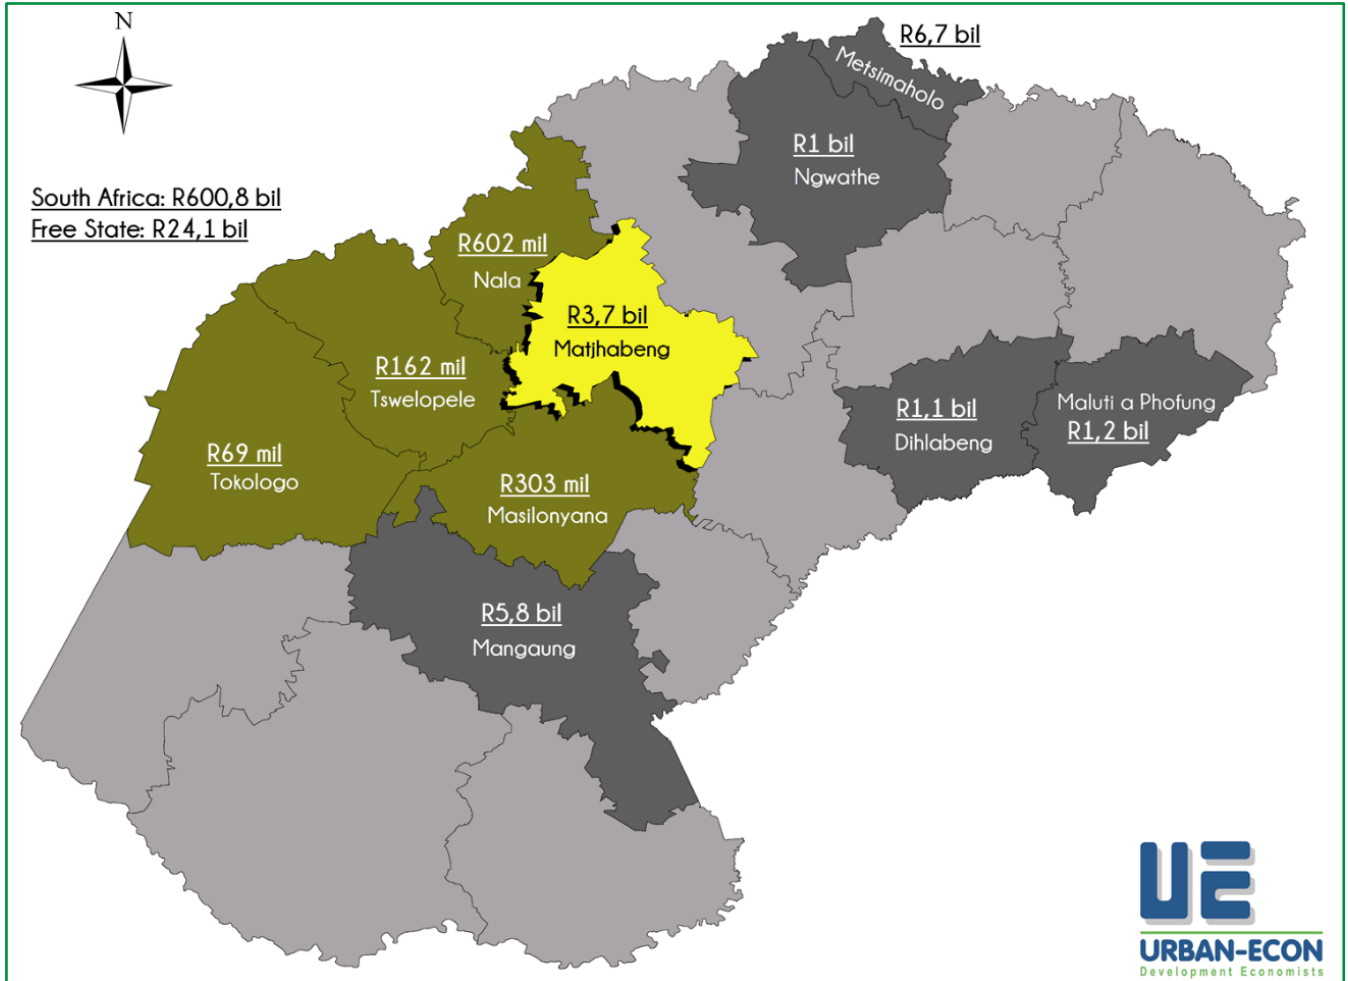 N
South Africa: R600,8 bil
Free State: R24,1 bil
R6,7 bil
Metsimaholo
R1 bil
Ngwathe
R602 mil
Nala
R3,7 bil
Matjhabeng
R162 mil
Tswelopele
R1,1 bil
Dihlabeng
Maluti a Phofung
R1,2 bil
R69 mil
Tokologo
R303 mil
Masilonyana
R5,8 bil
Mangaung
UE
URBAN-ECON
Development Economists